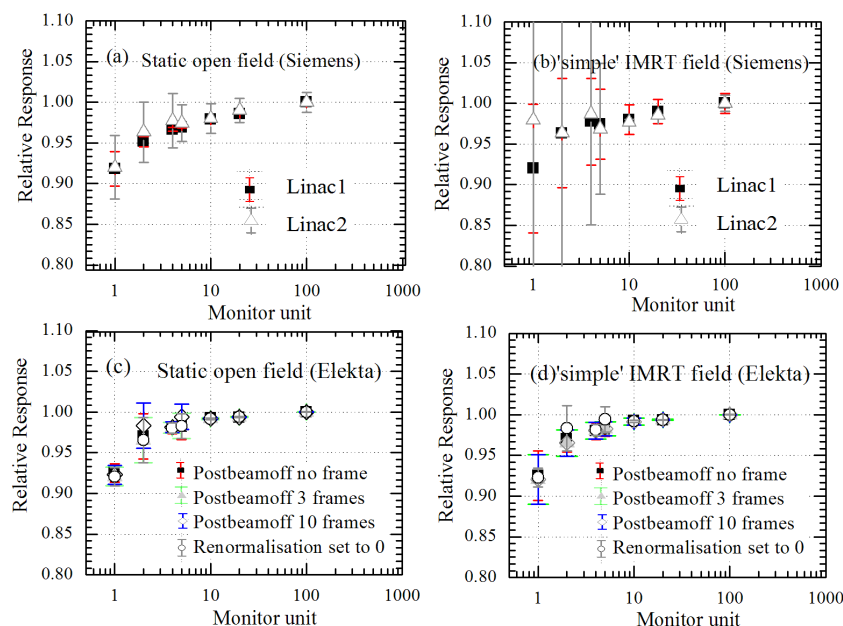 (a) Static open field (Siemens)
Relative Response
1.10
1.05
1.00
0.95
0.90
0.85
0.80
Linac1
Linac2
1 10 100 1000
Monitor unit
(b)'simple' IMRT field (Siemens)
Relative Response
1.10
1.05
1.00
0.95
0.90
0.85
0.80
Linac1
Linac2
1 10 100 1000
Monitor unit
(c) Static open field (Elekta)
Relative Response
1.10
1.05
1.00
0.95
0.90
0.85
0.80
Postbeamoff no frame
Postbeamoff 3 frames
Postbeamoff 10 frames
Renormalisation set to 0
1 10 100 1000
Monitor unit
(d)'simple' IMRT field (Elekta)
Relative Response
1.10
1.05
1.00
0.95
0.90
0.85
0.80
Postbeamoff no frame
Postbeamoff 3 frames
Postbeamoff 10 frames
Renormalisation set to 0
1 10 100 1000
Monitor unit